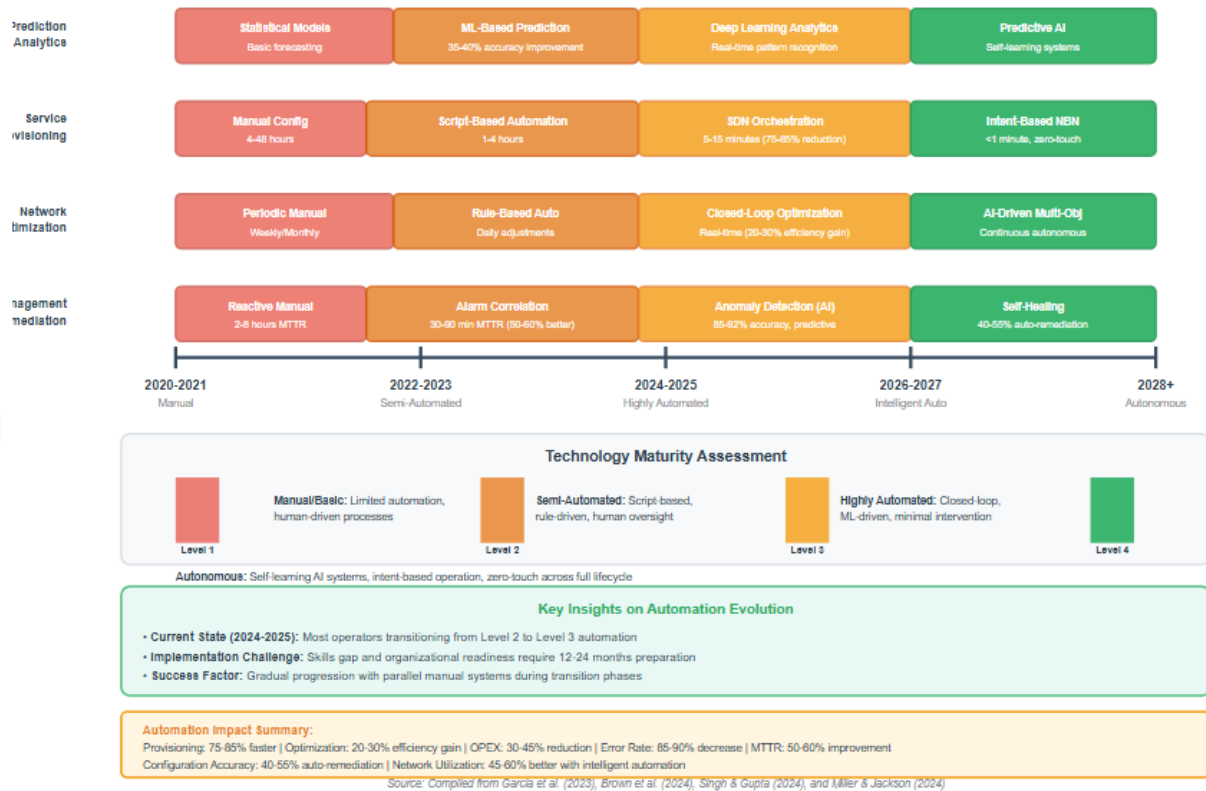 Prediction
Analytics
Statistical Models
Basic forecasting
ML-Based Prediction
35-40% accuracy improvement
Deep Learning Analytics
Real-time pattern recognition
Predictive AI
Self-learning systems
Service
ovisioning
Manual Config
4-48 hours
Script-Based Automation
1-4 hours
SDN Orchestration
5-15 minutes (75-85% reduction)
Intent-Based NBN
<1 minute, zero-touch
Network
timization
Periodic Manual
Weekly/Monthly
Rule-Based Auto
Daily adjustments
Closed-Loop Optimization
Real-time (20-30% efficiency gain)
AI-Driven Multi-Obj
Continuous autonomous
nagement
mediation
Reactive Manual
2-8 hours MTTR
Alarm Correlation
30-90 min MTTR (50-60% better)
Anomaly Detection (AI)
85-92% accuracy, predictive
Self-Healing
40-55% auto-remediation
2020-2021
Manual
2022-2023
Semi-Automated
2024-2025
Highly Automated
2026-2027
Intelligent Auto
2028+
Autonomous
Technology Maturity Assessment
Level 1
Manual/Basic: Limited automation,
human-driven processes
Level 2
Semi-Automated: Script-based,
rule-driven, human oversight
Level 3
Highly Automated: Closed-loop,
ML-driven, minimal intervention
Level 4
Autonomous: Self-learning AI systems, intent-based operation, zero-touch across full lifecycle
Key Insights on Automation Evolution
• Current State (2024-2025): Most operators transitioning from Level 2 to Level 3 automation
• Implementation Challenge: Skills gap and organizational readiness require 12-24 months preparation
• Success Factor: Gradual progression with parallel manual systems during transition phases
Automation Impact Summary:
Provisioning: 75-85% faster | Optimization: 20-30% efficiency gain | OPEX: 30-45% reduction | Error Rate: 85-90% decrease | MTTR: 50-60% improvement
Configuration Accuracy: 40-55% auto-remediation | Network Utilization: 45-60% better with intelligent automation
Source: Compiled from Garcia et al. (2023), Brown et al. (2024), Singh & Gupta (2024), and Miller & Jackson (2024)